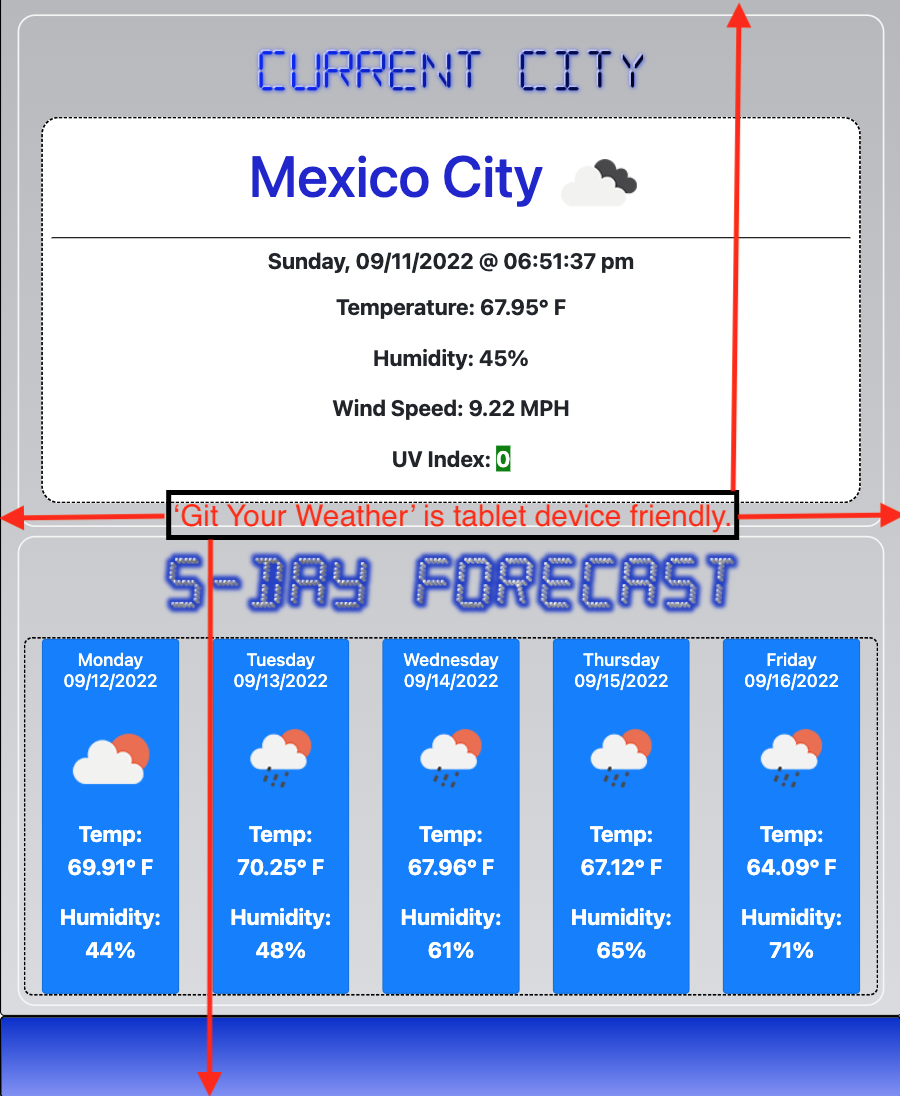 CURRENT CITY
Mexico City
Sunday, 09/11/2022 @ 06:51:37 pm
Temperature: 67.95° F
Humidity: 45%
Wind Speed: 9.22 MPH
UV Index: 0
‘Git Your Weather’ is tablet device friendly.
5-DAY FORECAST
Monday
09/12/2022
Temp:
69.91° F
Humidity:
44%
Tuesday
09/13/2022
Temp:
70.25° F
Humidity:
48%
Wednesday
09/14/2022
Temp:
67.96° F
Humidity:
61%
Thursday
09/15/2022
Temp:
67.12° F
Humidity:
65%
Friday
09/16/2022
Temp:
64.09° F
Humidity:
71%